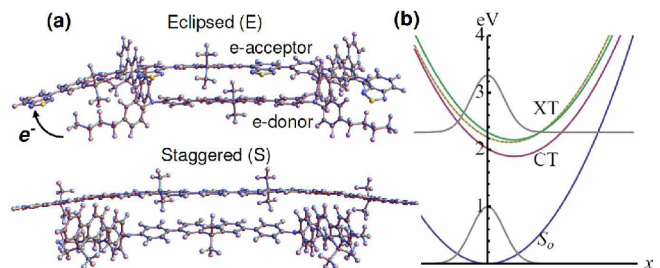 (a)
Eclipsed (E)
e-acceptor
e-donor
e-
Staggered (S)
(b)
eV
4
3
2
1
XT
CT
So
x